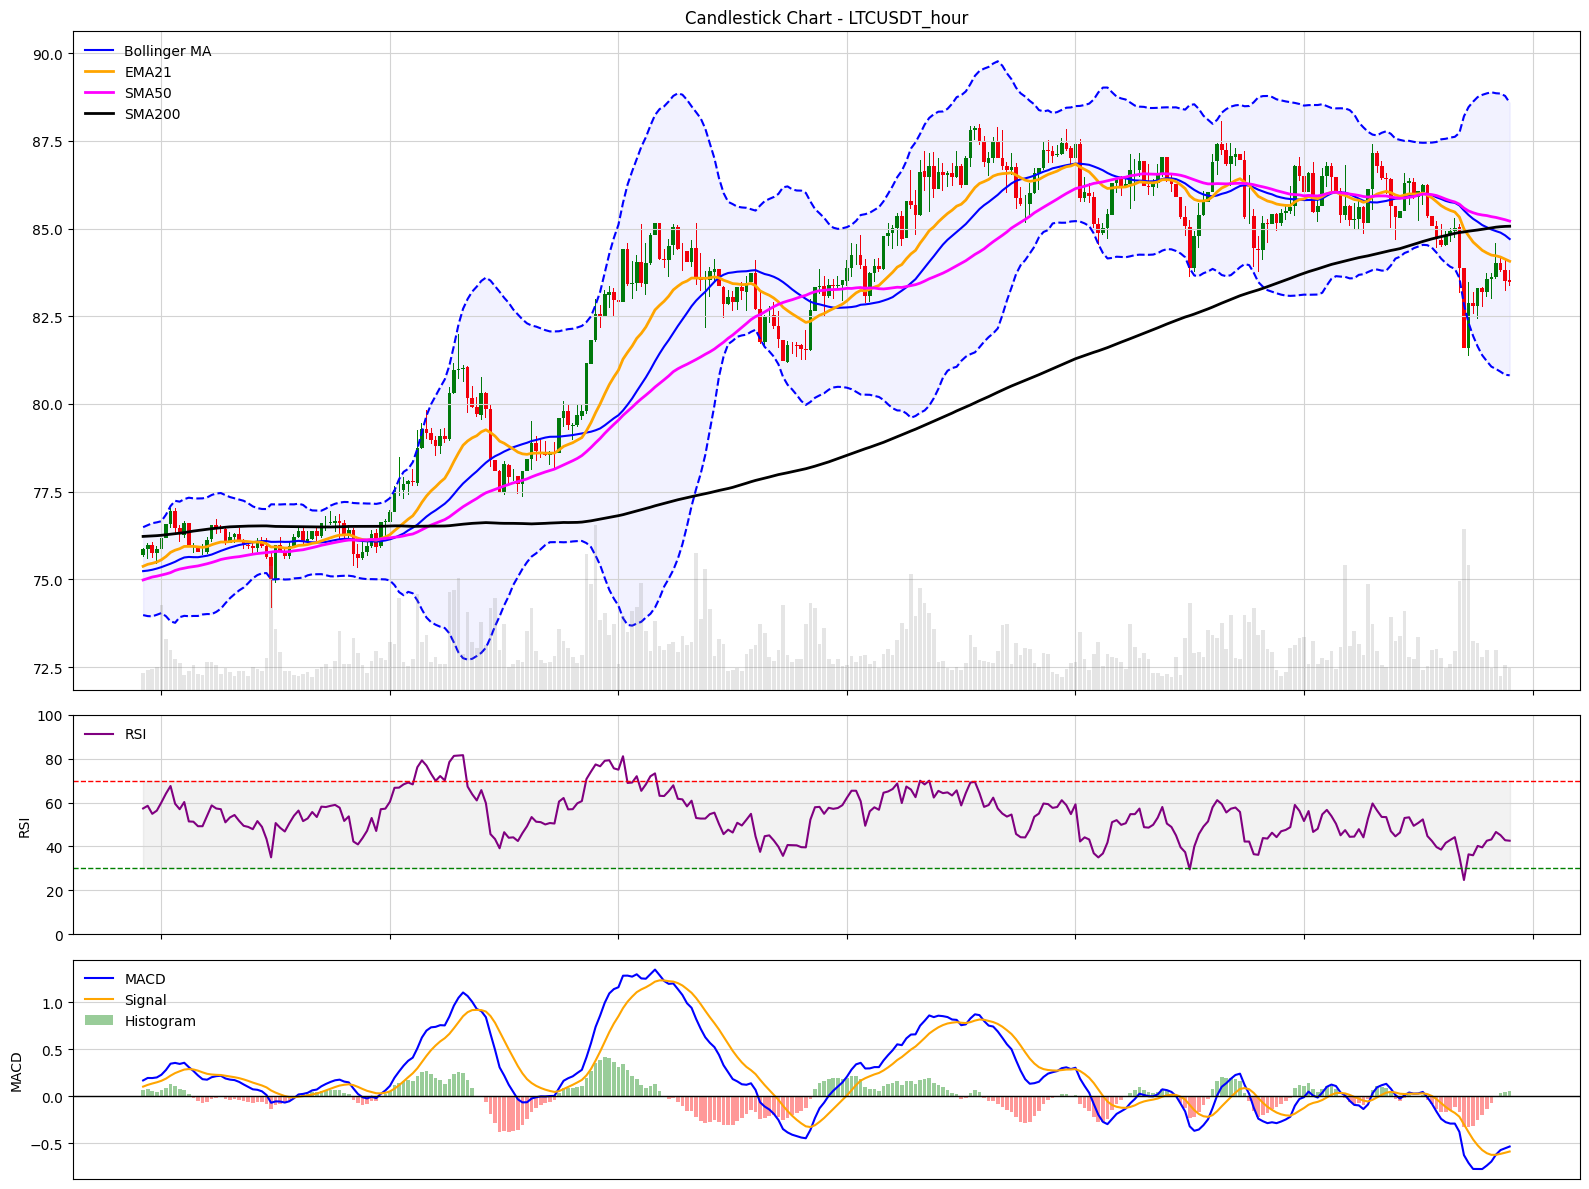 Candlestick Chart - LTCUSDT_hour
Bollinger MA
EMA21
SMA50
SMA200
90.0
87.5
85.0
82.5
80.0
77.5
75.0
72.5
RSI
100
80
60
40
20
0
RSI
MACD
Signal
Histogram
1.0
0.5
0.0
−0.5
MACD